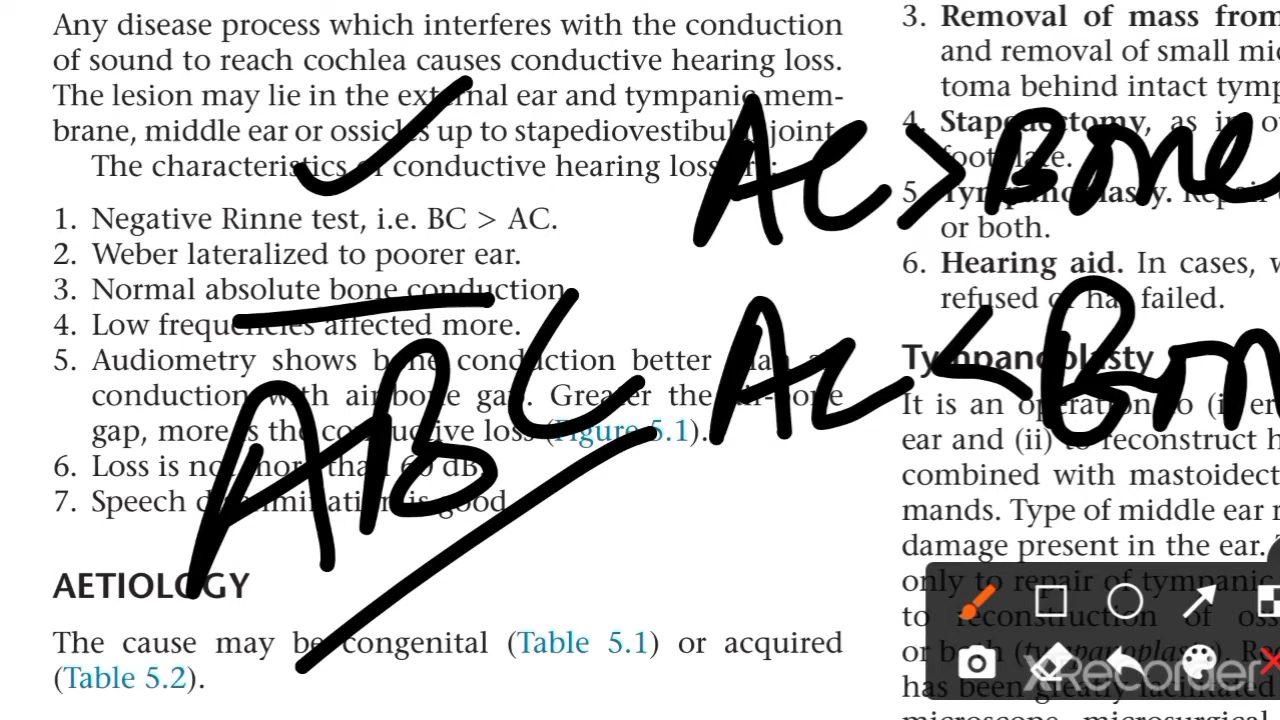 Any disease process which interferes with the conduction
of sound to reach cochlea causes conductive hearing loss.
The lesion may lie in the external ear and tympanic mem-
brane, middle ear or ossicles up to stapediovestibular joint.
The characteristics of conductive hearing loss are:
1. Negative Rinne test, i.e. BC > AC.
2. Weber lateralized to poorer ear.
3. Normal absolute bone conduction.
4. Low frequencies affected more.
5. Audiometry shows bone conduction better than air
conduction with air-bone gap. Greater the air-bone
gap, more is the conductive loss (Figure 5.1).
6. Loss is not more than 60 dB.
7. Speech discrimination is good.
AETIOLOGY
The cause may be congenital (Table 5.1) or acquired
(Table 5.2).
AC > Bone
AC < Bon
ABC
3. Removal of mass from
and removal of small mic
toma behind intact tymp
4. Stapedectomy, as in o
footplate.
5. Tympanoplasty. Repair
or both.
6. Hearing aid. In cases, w
refused or has failed.
Tympanoplasty
It is an operation to (i) er
ear and (ii) to reconstruct h
combined with mastoidect
mands. Type of middle ear r
damage present in the ear.
only to repair of tympanic
to reconstruction of oss
or both (tympanoplasty). Re
has been greatly facilitated
microscope, microsurgical
XRecorder